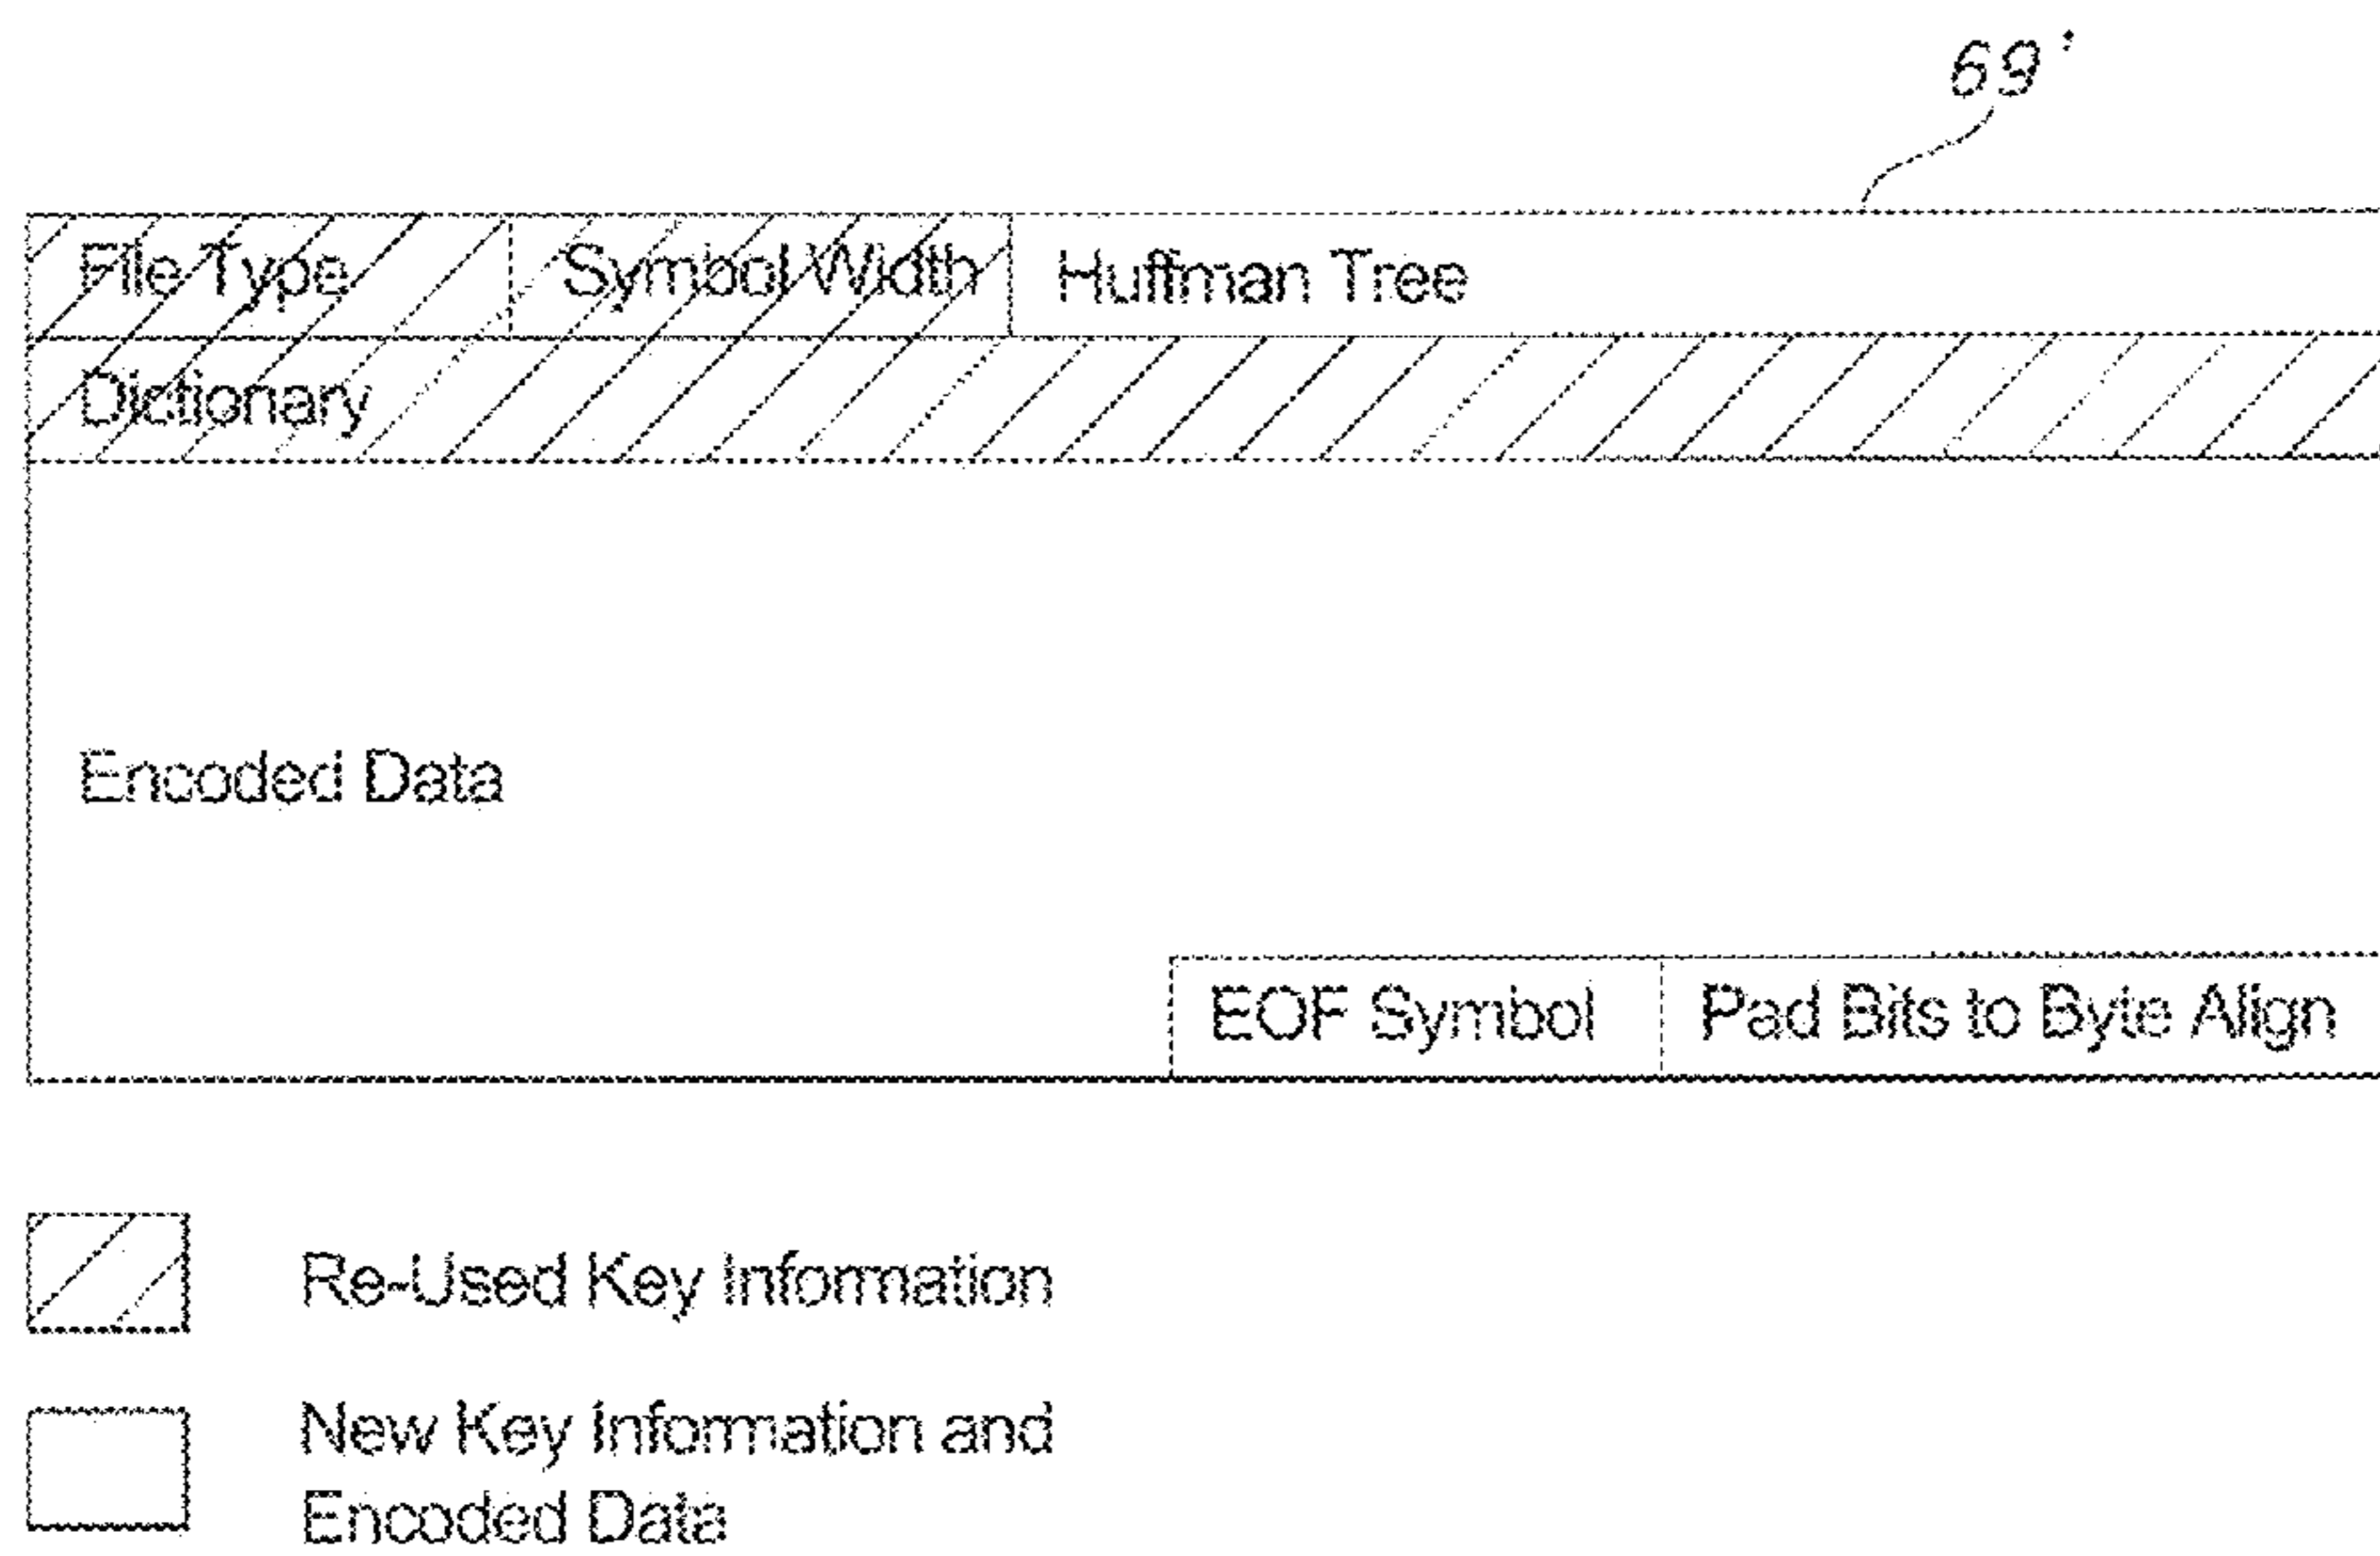 69'
File Type Symbol Width Huffman Tree
Dictionary
Encoded Data
EOF Symbol Pad Bits to Byte Align
Re-Used Key Information
New Key Information and
Encoded Data